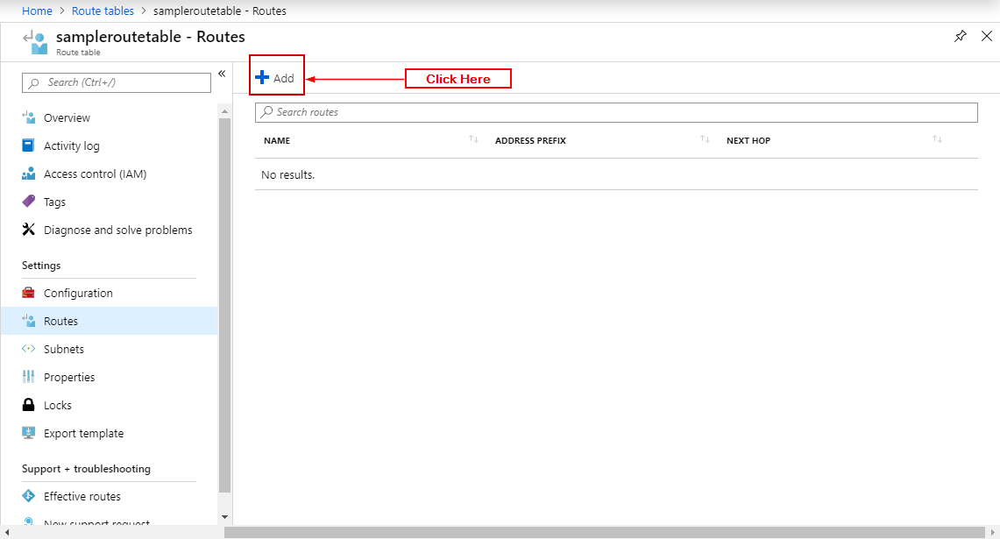 Home > Route tables > sampleroutetable - Routes
sampleroutetable - Routes
Route table
Search (Ctrl+/)
«
Overview
Activity log
Access control (IAM)
Tags
Diagnose and solve problems
Settings
Configuration
Routes
Subnets
Properties
Locks
Export template
Support + troubleshooting
Effective routes
New support request
Add
Click Here
Search routes
NAME ADDRESS PREFIX NEXT HOP
No results.